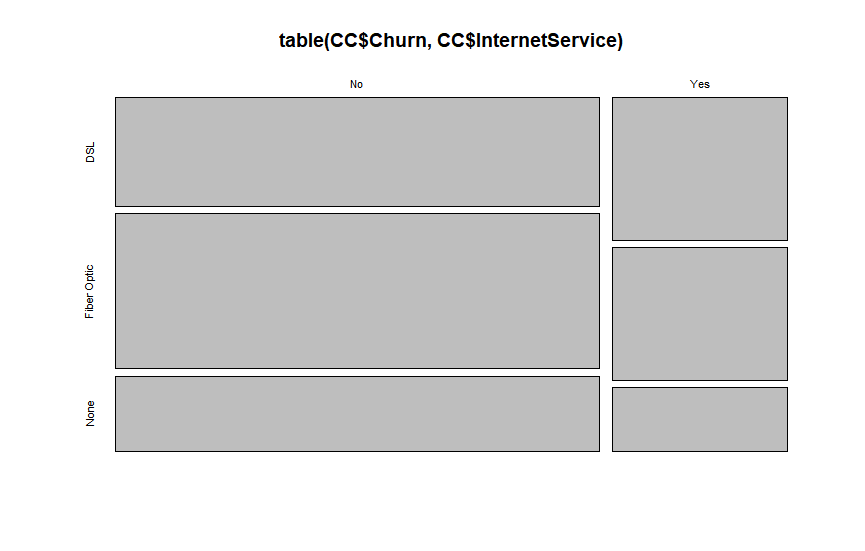 table(CC$Churn, CC$InternetService)
No
Yes
DSL
Fiber Optic
None